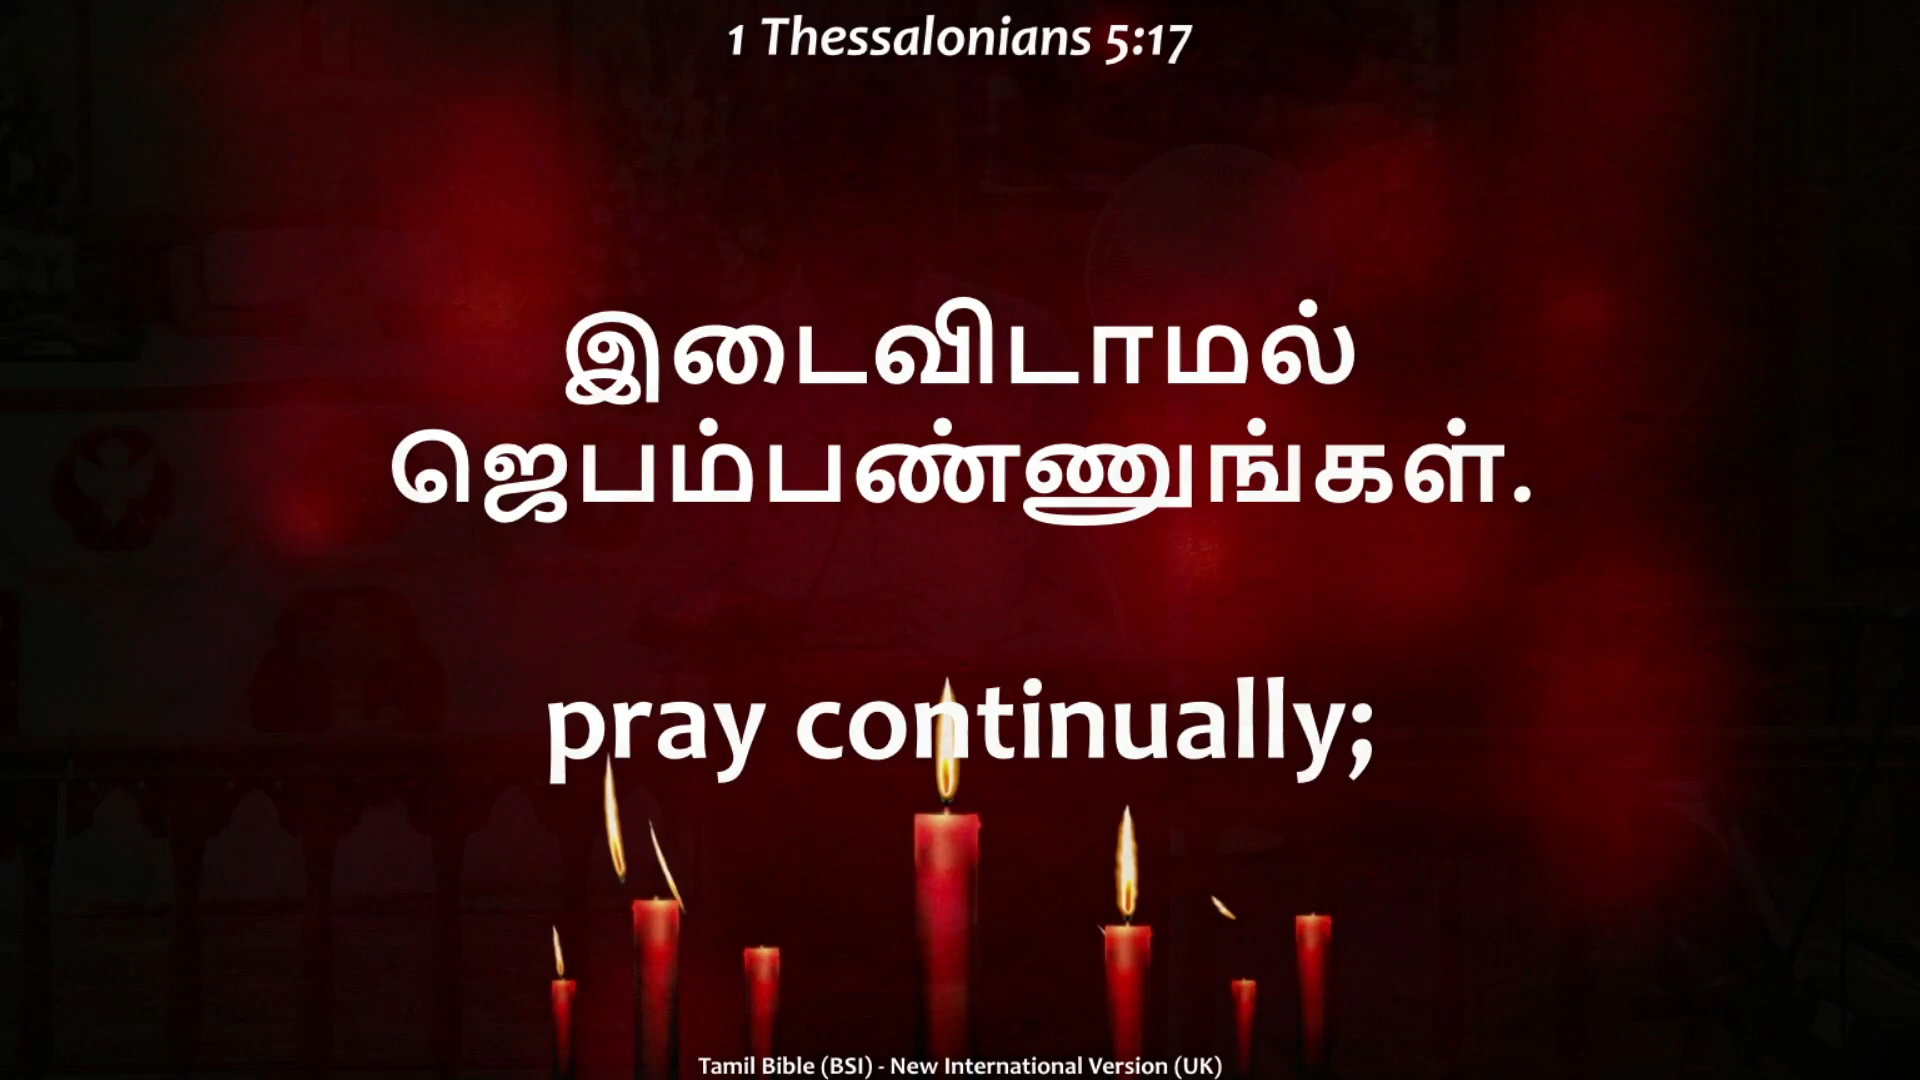 1 Thessalonians 5:17
இடைவிடாமல்
ஜெபம்பண்ணுங்கள்.
pray continually;
Tamil Bible (BSI) - New International Version (UK)